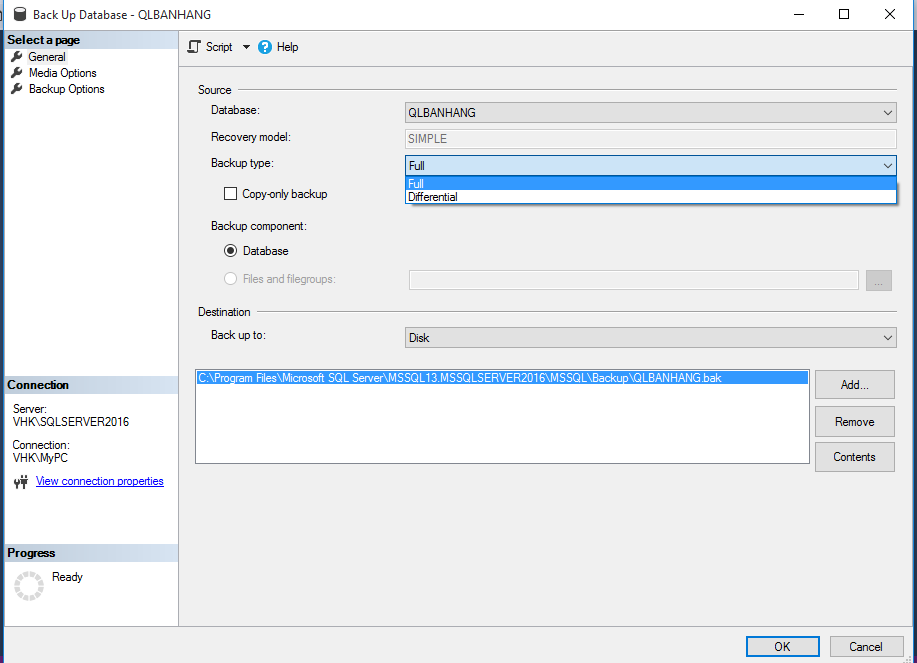 Back Up Database - QLBANHANG
Select a page
General
Media Options
Backup Options
Script
Help
Source
Database:
QLBANHANG
Recovery model:
SIMPLE
Backup type:
Full
Full
Differential
Copy-only backup
Backup component:
Database
Files and filegroups:
...
Destination
Back up to:
Disk
C:\Program Files\Microsoft SQL Server\MSSQL13.MSSQLSERVER2016\MSSQL\Backup\QLBANHANG.bak
Add...
Remove
Contents
Connection
Server:
VHK\SQLSERVER2016
Connection:
VHK\MyPC
View connection properties
Progress
Ready
OK
Cancel